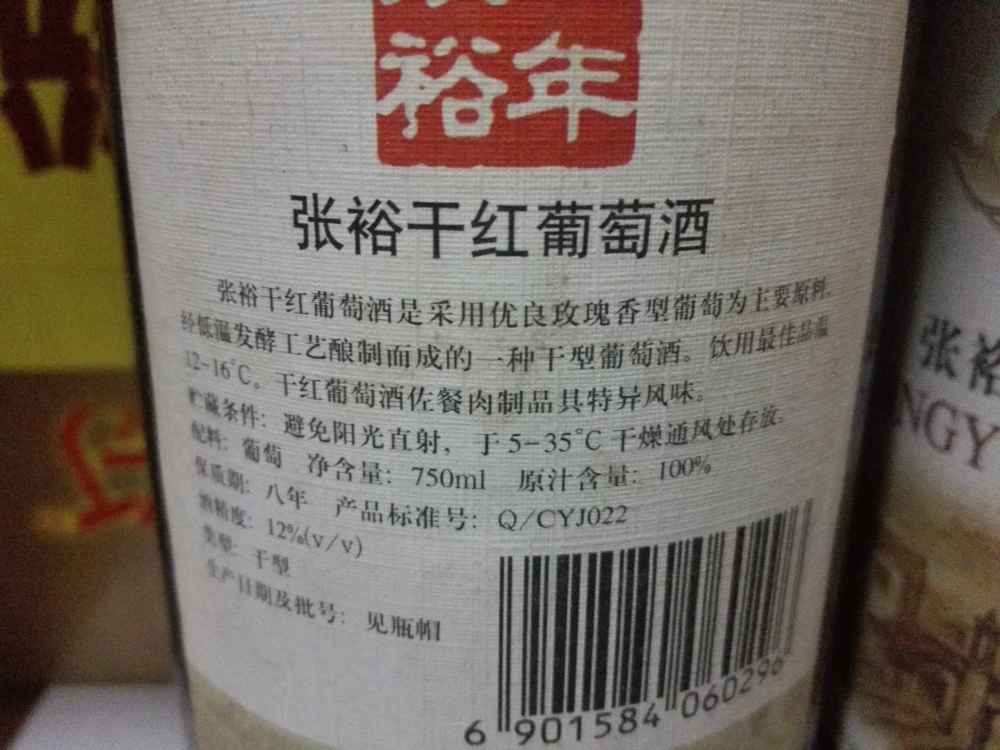 裕年
张裕干红葡萄酒
张裕干红葡萄酒是采用优良玫瑰香型葡萄为主要原料,
经低温发酵工艺酿制而成的一种干型葡萄酒。饮用最佳品温
12-16℃。干红葡萄酒佐餐肉制品具特异风味。
贮藏条件: 避免阳光直射, 于5-35℃干燥通风处存放。
配料: 葡萄 净含量: 750ml 原汁含量: 100%
保质期: 八年 产品标准号: Q/CYJ022
酒精度: 12%(v/v)
类型: 干型
生产日期及批号: 见瓶帽
6 901584 060296
张裕
NGY